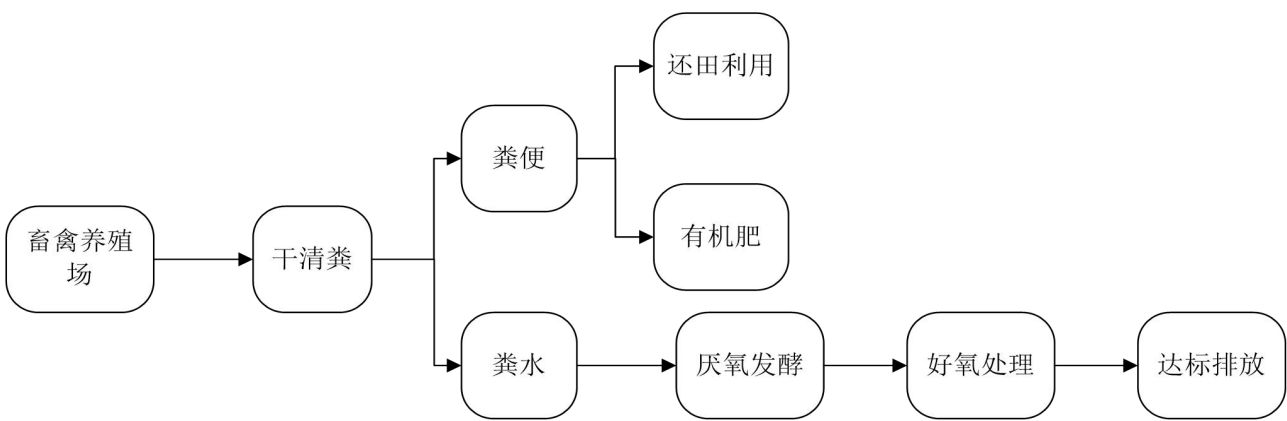 还田利用
粪便
有机肥
畜禽养殖
场
干清粪
粪水
厌氧发酵
好氧处理
达标排放